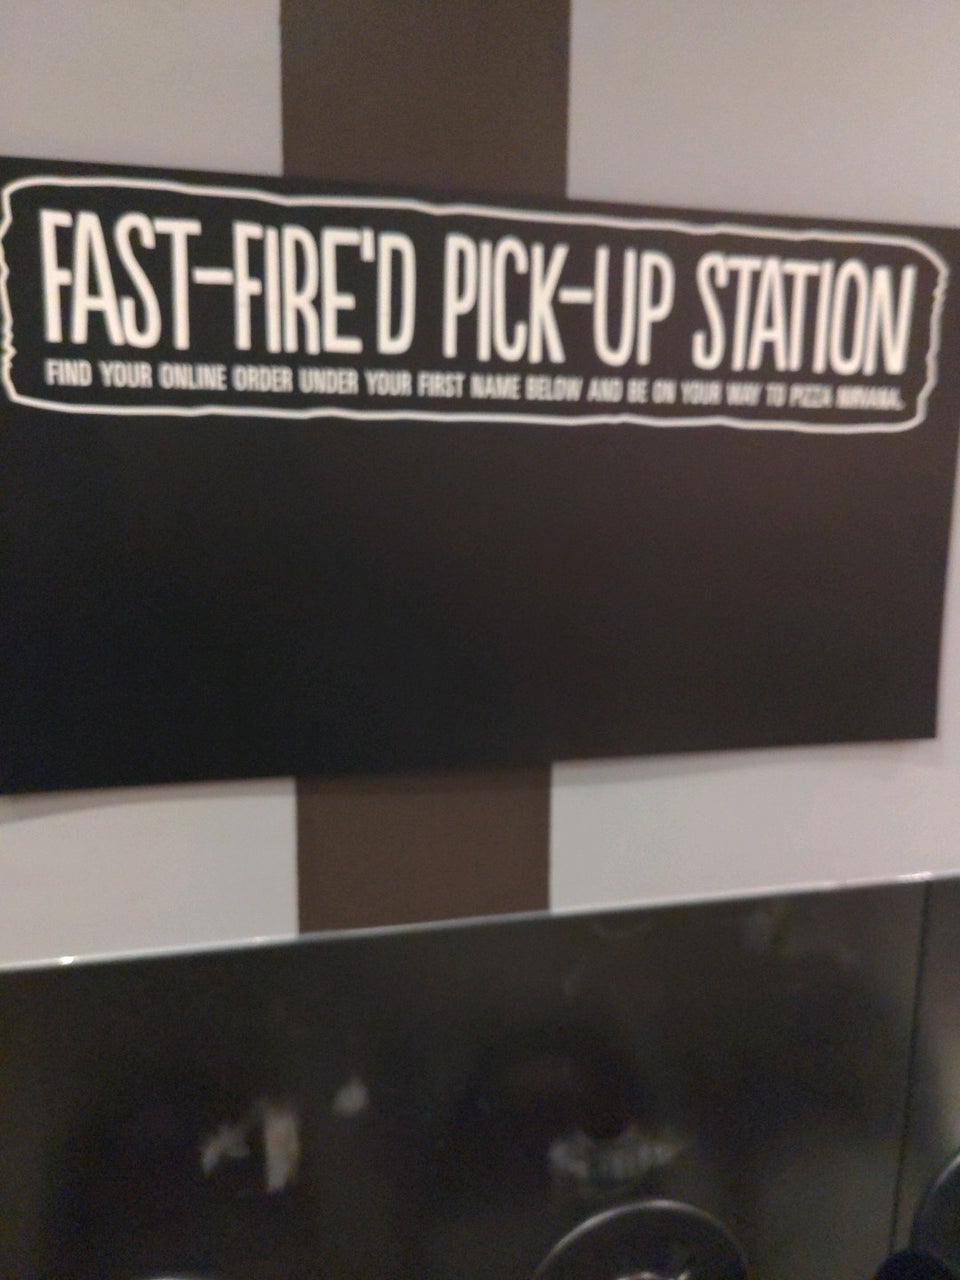 FAST-FIRE'D PICK-UP STATION
FIND YOUR ONLINE ORDER UNDER YOUR FIRST NAME BELOW AND BE ON YOUR WAY TO PIZZA NIRVANA.